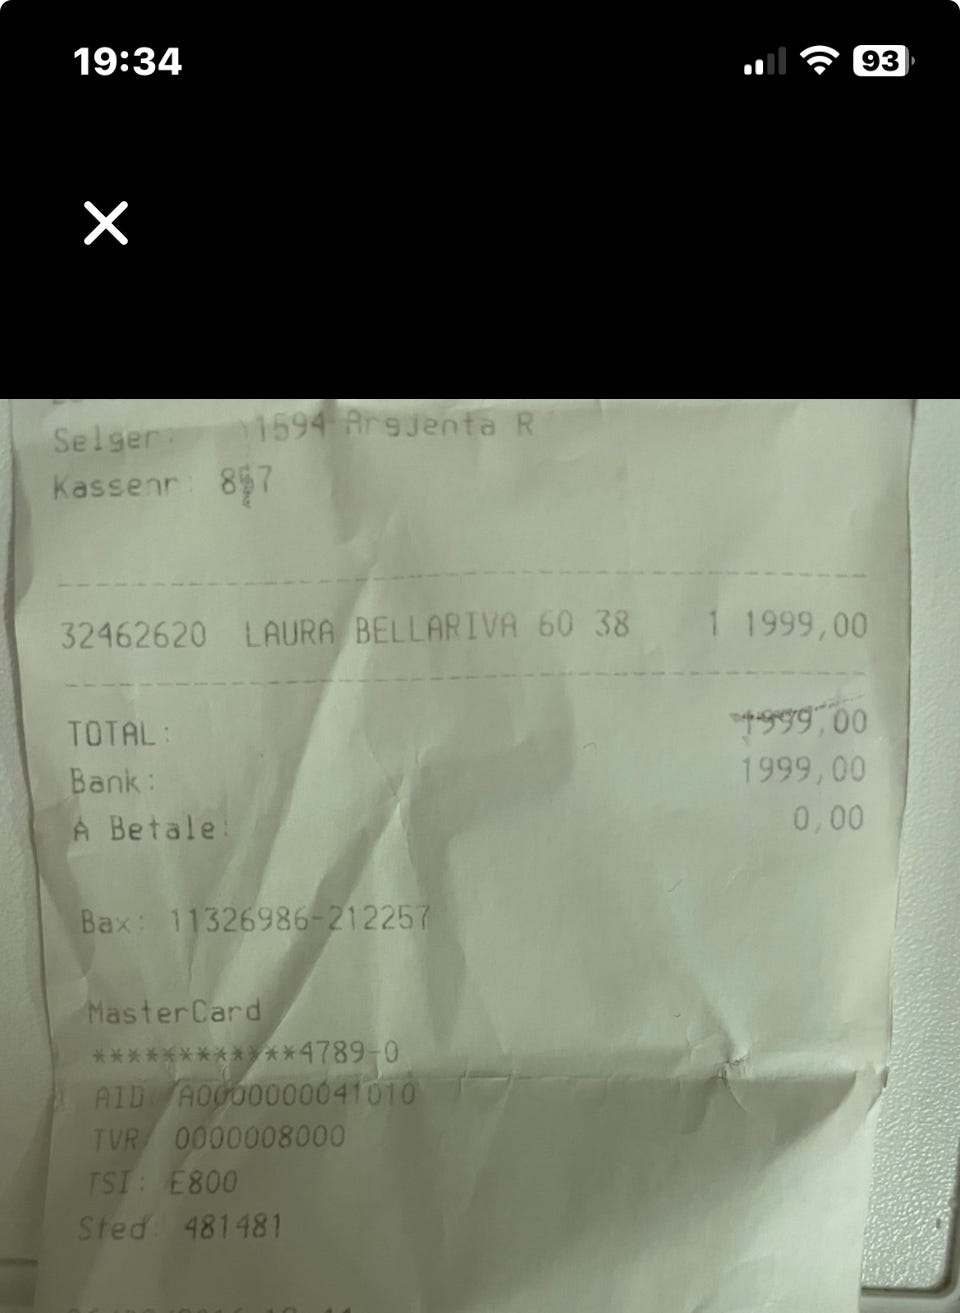 19:34
93
Selger: 1594 Argjenta R
Kassenr: 857
32462620 LAURA BELLARIVA 60 38 1 1999,00
TOTAL: 1999,00
Bank: 1999,00
A Betale: 0,00
Bax: 11326986-212257
MasterCard
************4789-0
AID: A0000000041010
TVR: 0000008000
TSI: E800
Sted: 481481